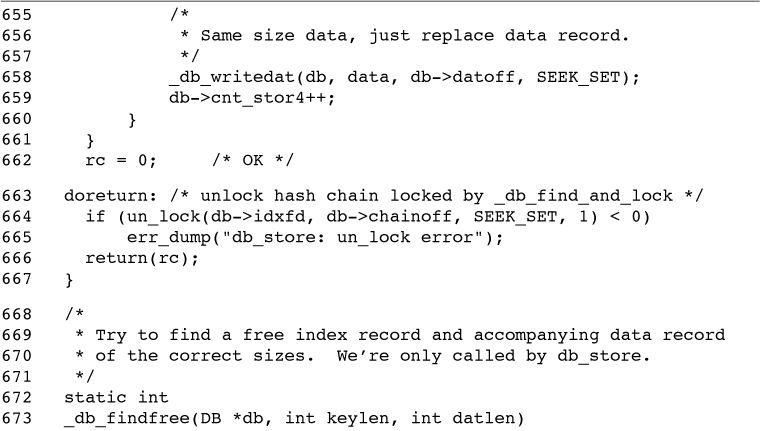 655             /*
656              * Same size data, just replace data record.
657              */
658             _db_writedat(db, data, db->datoff, SEEK_SET);
659             db->cnt_stor4++;
660         }
661     }
662     rc = 0;     /* OK */
663   doreturn: /* unlock hash chain locked by _db_find_and_lock */
664     if (un_lock(db->idxfd, db->chainoff, SEEK_SET, 1) < 0)
665         err_dump("db_store: un_lock error");
666     return(rc);
667   }
668   /*
669    * Try to find a free index record and accompanying data record
670    * of the correct sizes.  We're only called by db_store.
671    */
672   static int
673   _db_findfree(DB *db, int keylen, int datlen)